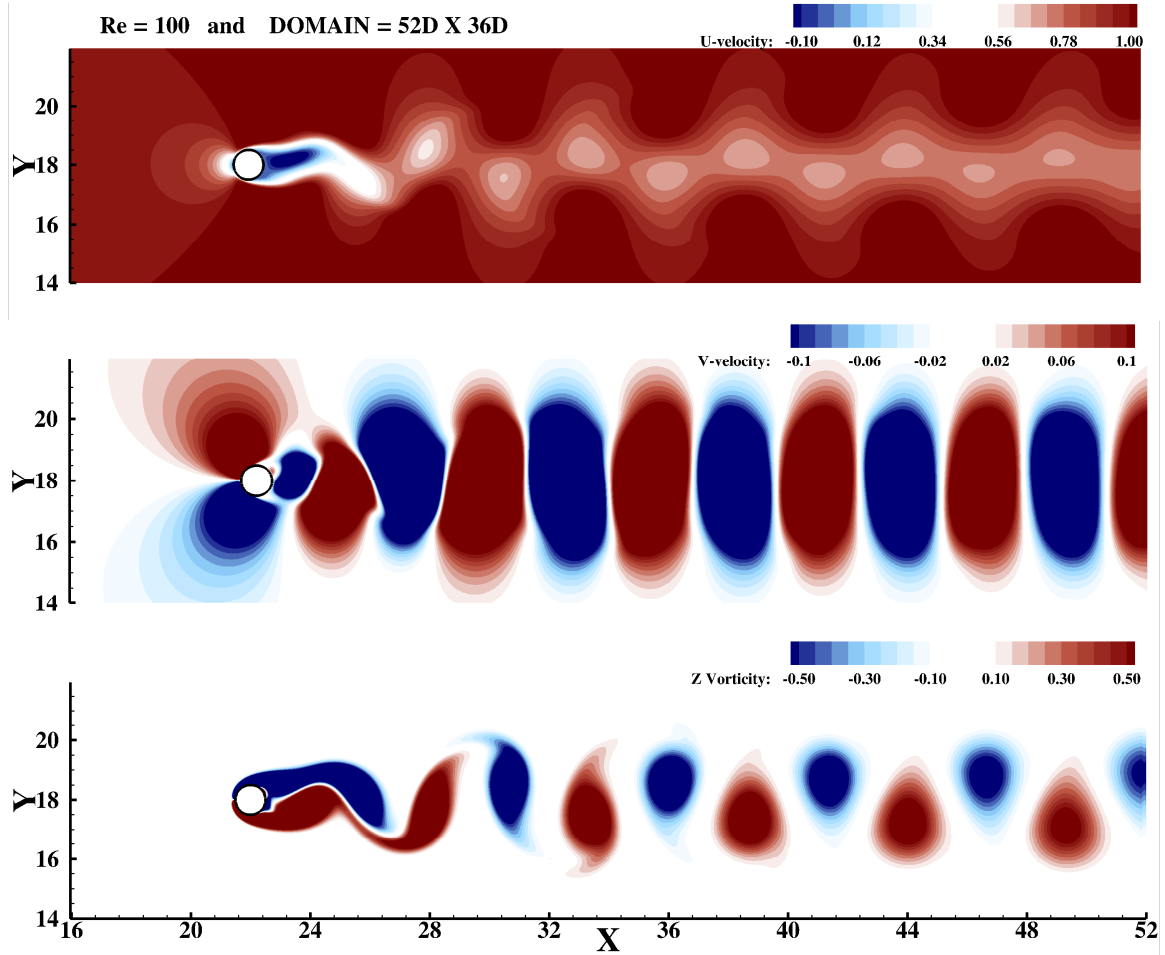 Re = 100 and DOMAIN = 52D X 36D
U-velocity: -0.10 0.12 0.34 0.56 0.78 1.00
20
Y
18
16
14
V-velocity: -0.1 -0.06 -0.02 0.02 0.06 0.1
20
Y
18
16
14
Z Vorticity: -0.50 -0.30 -0.10 0.10 0.30 0.50
20
Y
18
16
14
16 20 24 28 32 36 40 44 48 52
X